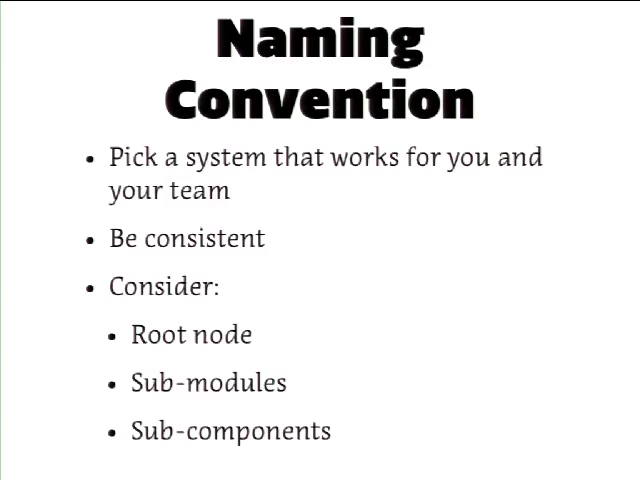 Naming
Convention
• Pick a system that works for you and
your team
• Be consistent
• Consider:
• Root node
• Sub-modules
• Sub-components